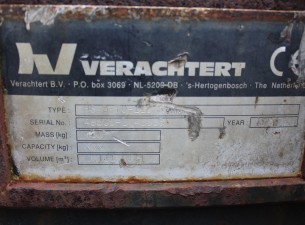 VERACHTERT CE
Verachtert B.V. · P.O. box 3069 · NL-5200 DB · 's-Hertogenbosch · The Netherlan
TYPE
SERIAL No. YEAR
MASS (kg)
CAPACITY (kg)
VOLUME (m³)